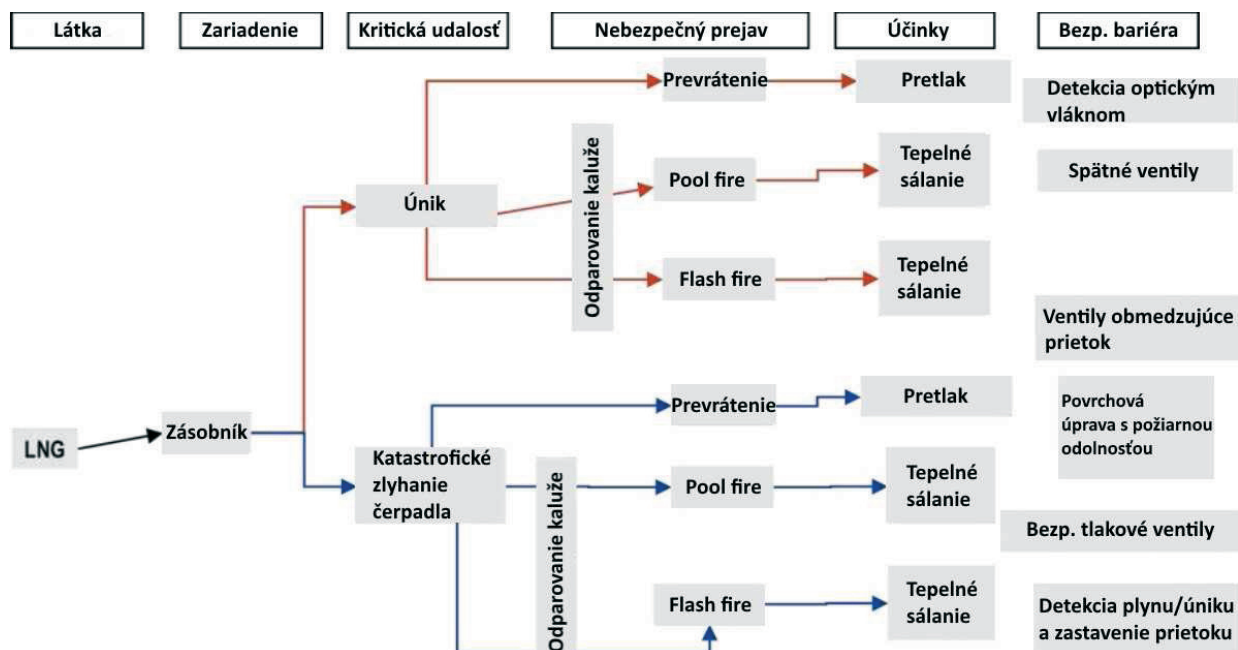 Látka
Zariadenie
Kritická udalosť
Nebezpečný prejav
Účinky
Bezp. bariéra
Prevrátenie
Pretlak
Detekcia optickým
vláknom
Odparovanie kaluže
Pool fire
Tepelné
sálanie
Spätné ventily
Únik
Flash fire
Tepelné
sálanie
Ventily obmedzujúce
prietok
Prevrátenie
Pretlak
Povrchová
úprava s požiarnou
odolnosťou
LNG
Zásobník
Katastrofické
zlyhanie
čerpadla
Odparovanie kaluže
Pool fire
Tepelné
sálanie
Bezp. tlakové ventily
Flash fire
Tepelné
sálanie
Detekcia plynu/úniku
a zastavenie prietoku